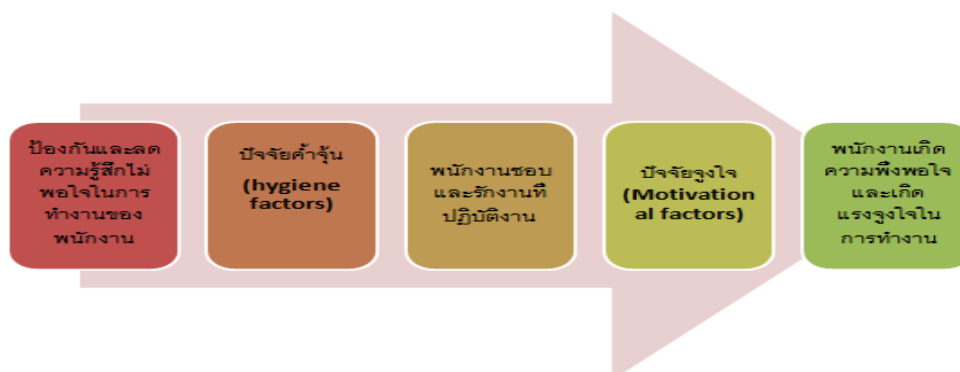 ป้องกันและลด
ความรู้สึกไม่
พอใจในการ
ทำงานของ
พนักงาน
ปัจจัยค้ำจุ้น
(hygiene
factors)
พนักงานชอบ
และรักงานที่
ปฏิบัติงาน
ปัจจัยจูงใจ
(Motivation
al factors)
พนักงานเกิด
ความพึงพอใจ
และเกิด
แรงจูงใจใน
การทำงาน